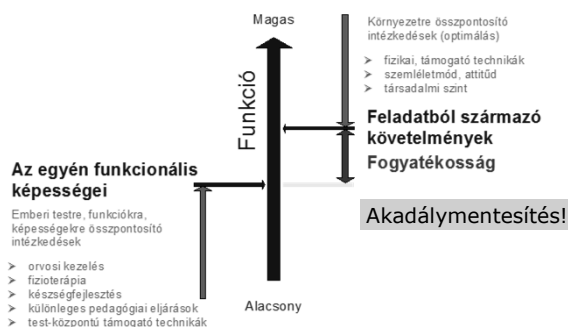 Magas
Környezetre összpontosító
intézkedések (optimálás)
➢ fizikai, támogató technikák
➢ szemléletmód, attitűd
➢ társadalmi szint
Funkció
Feladatból származó
követelmények
Fogyatékosság
Az egyén funkcionális
képességei
Emberi testre, funkciókra,
képességekre összpontosító
intézkedések
➢ orvosi kezelés
➢ fizioterápia
➢ készségfejlesztés
➢ különleges pedagógiai eljárások
➢ test-központú támogató technikák
Akadálymentesítés!
Alacsony